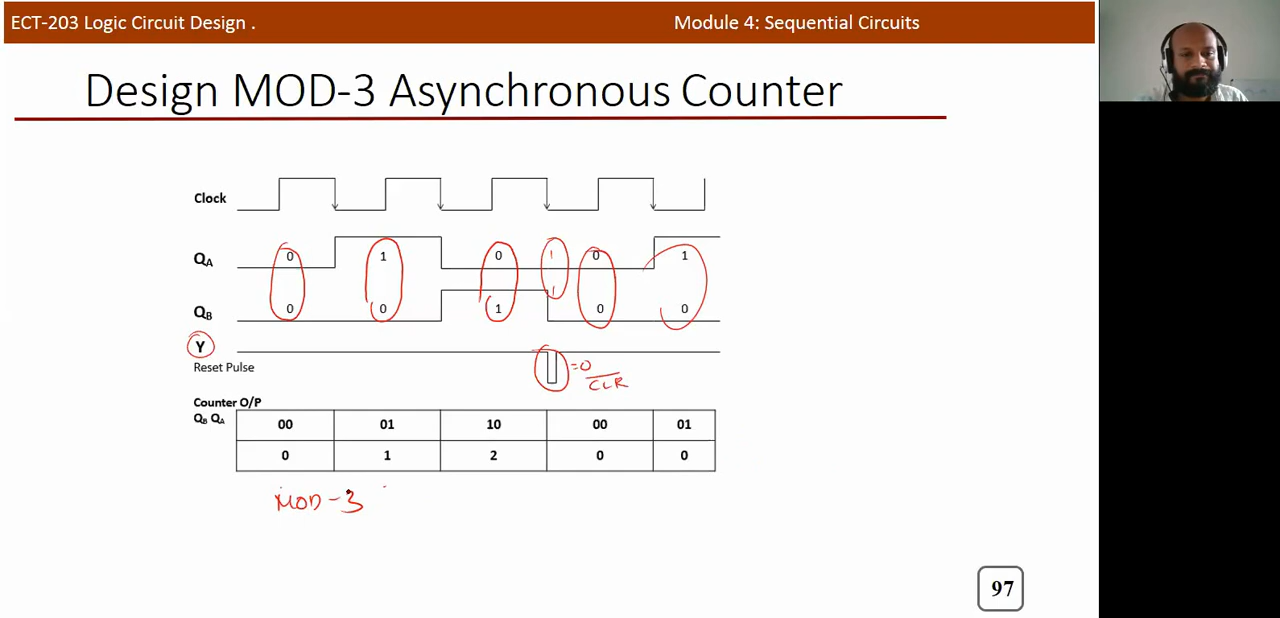 ECT-203 Logic Circuit Design . Module 4: Sequential Circuits
Design MOD-3 Asynchronous Counter
Clock
QA 0 1 0 1 0 1
QB 0 0 1 1 0 0
Y
Reset Pulse
=0
CLR
Counter O/P
QB QA 00 01 10 00 01
0 1 2 0 0
MOD-3
97